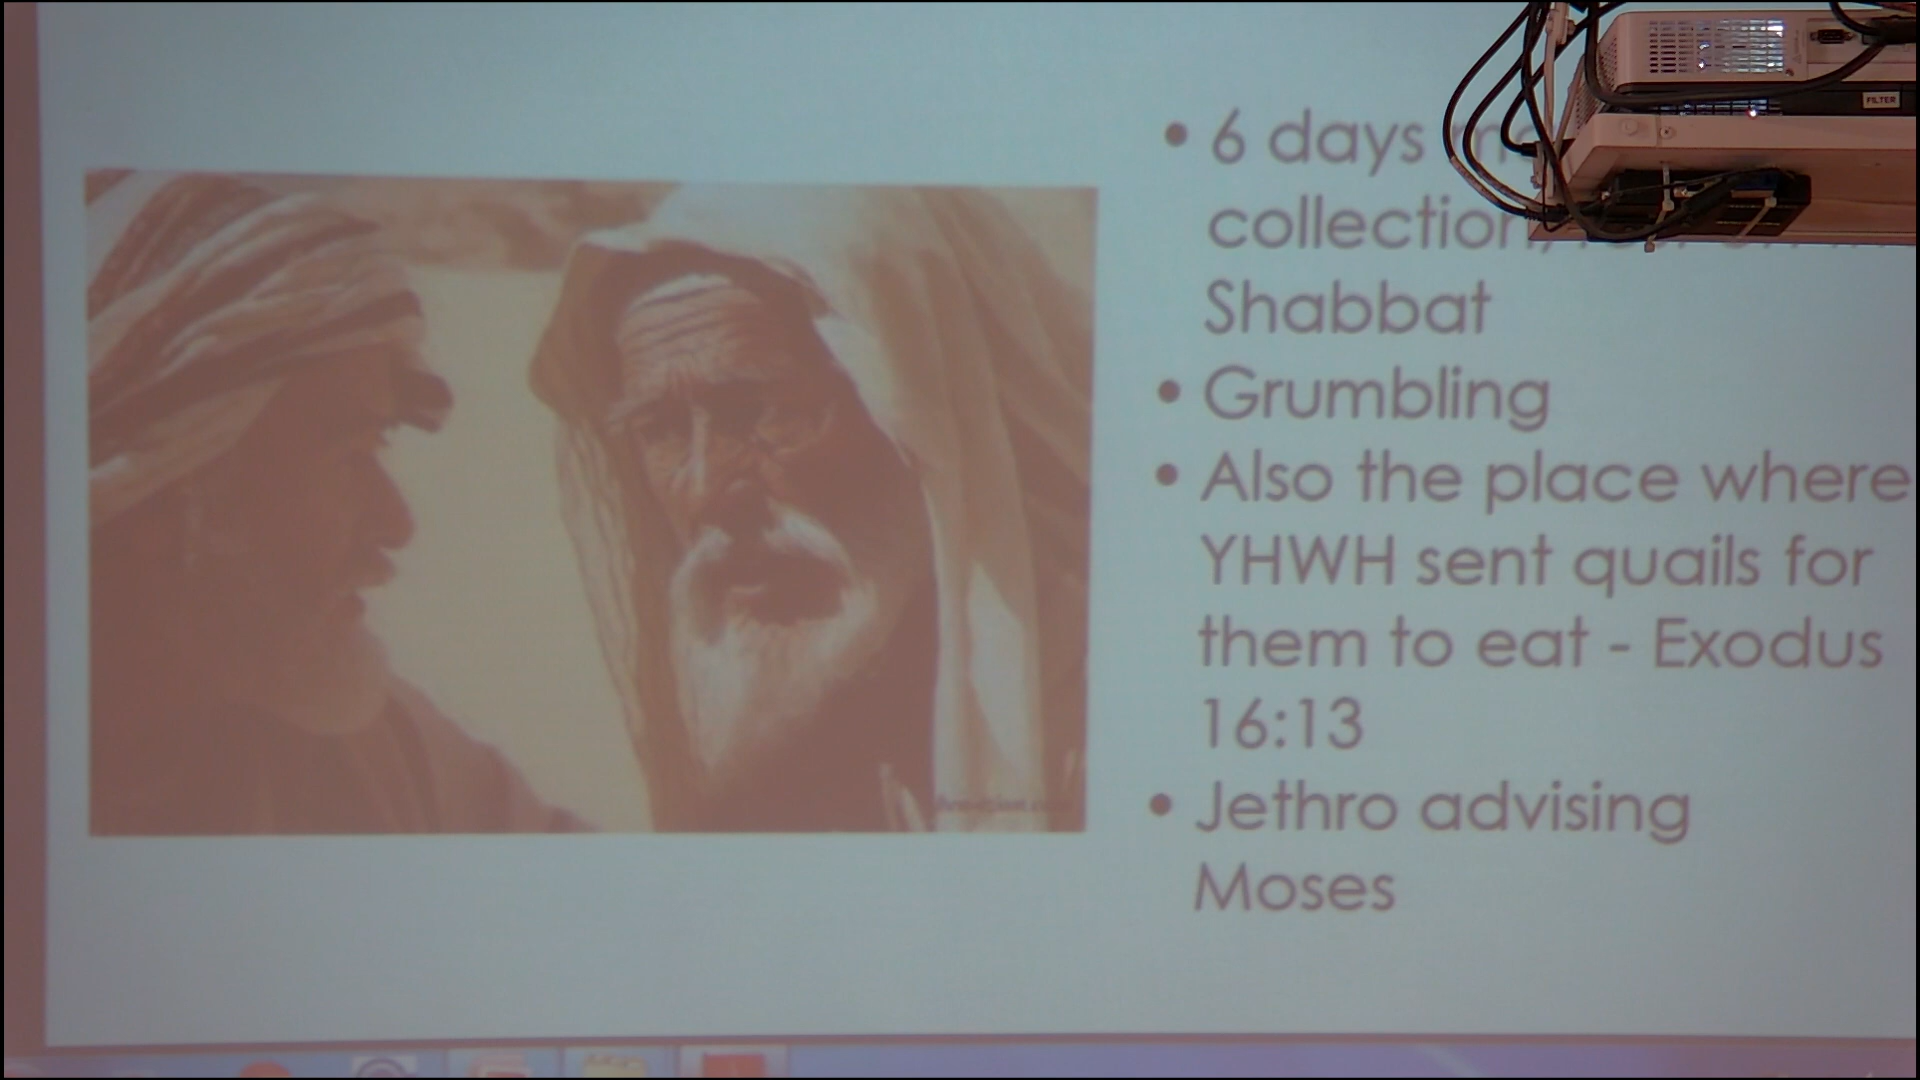 6 days
collection,
Shabbat
Grumbling
Also the place where
YHWH sent quails for
them to eat - Exodus
16:13
Jethro advising
Moses
FILTER